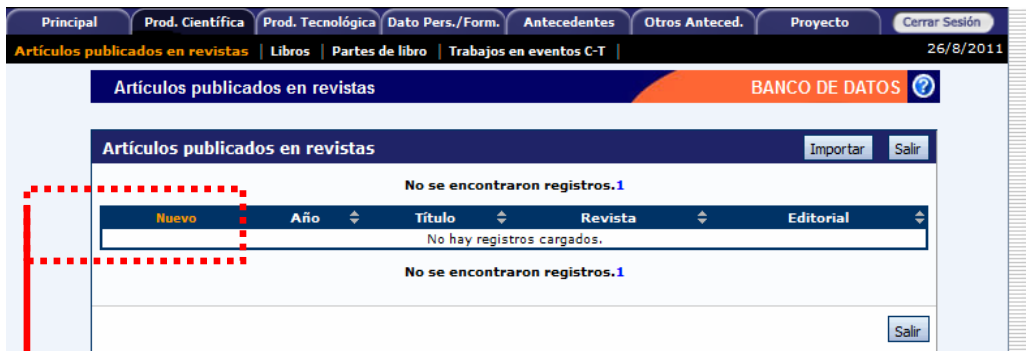 Principal Prod. Científica Prod. Tecnológica Dato Pers./Form. Antecedentes Otros Anteced. Proyecto Cerrar Sesión
Artículos publicados en revistas | Libros | Partes de libro | Trabajos en eventos C-T | 26/8/2011
Artículos publicados en revistas BANCO DE DATOS ?
Artículos publicados en revistas Importar Salir
No se encontraron registros.1
Nuevo Año Título Revista Editorial
No hay registros cargados.
No se encontraron registros.1
Salir